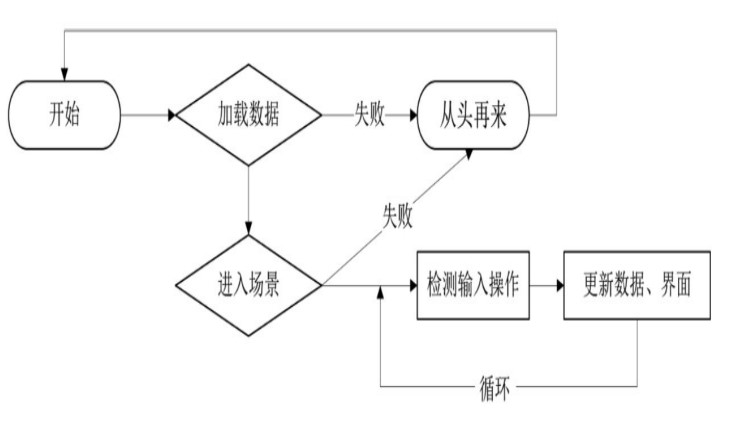 开始
加载数据
失败
从头再来
失败
进入场景
检测输入操作
更新数据、界面
循环